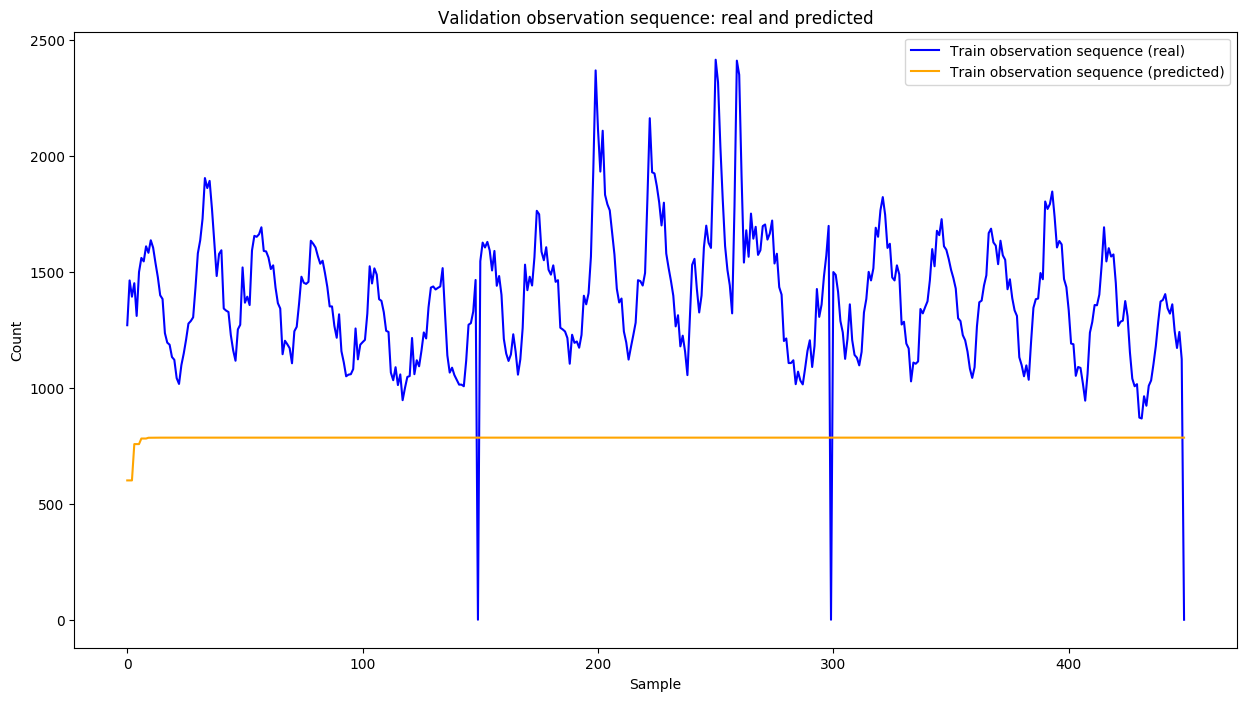 Validation observation sequence: real and predicted
Train observation sequence (real)
Train observation sequence (predicted)
2500
2000
1500
1000
500
0
Count
0 100 200 300 400
Sample